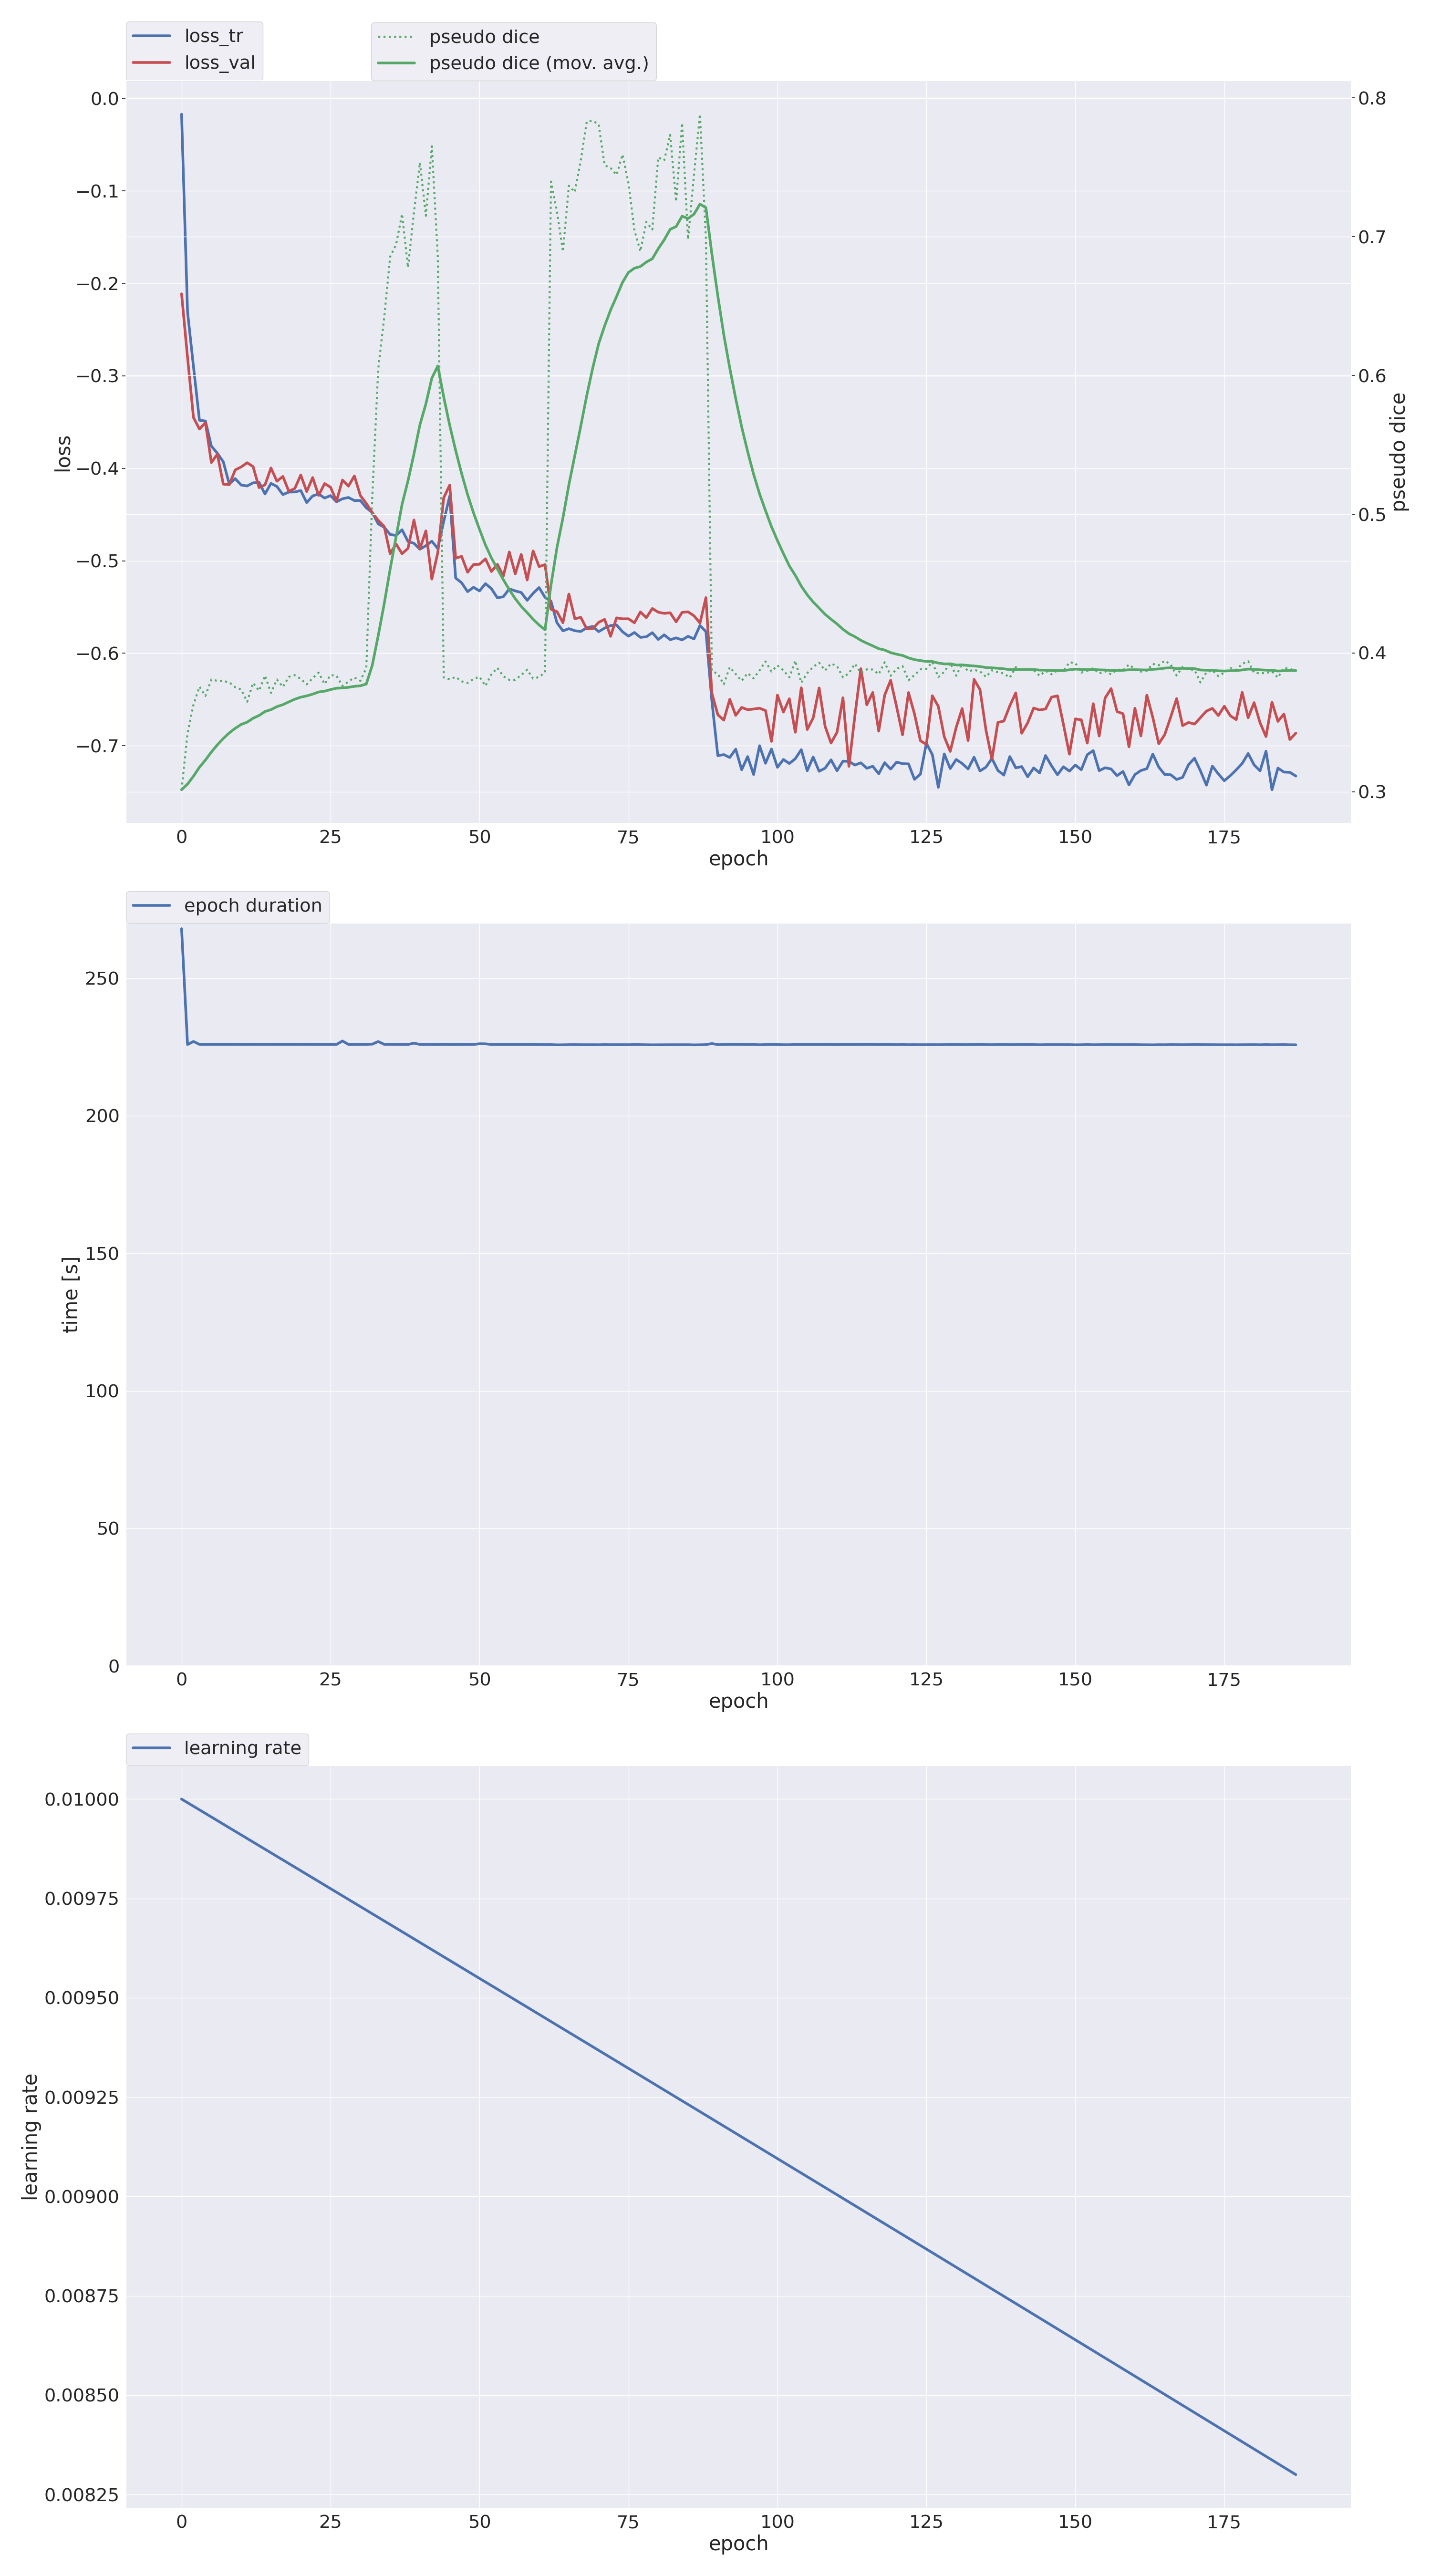 loss_tr
loss_val
pseudo dice
pseudo dice (mov. avg.)
0.0
−0.1
−0.2
−0.3
−0.4
−0.5
−0.6
−0.7
loss
0.8
0.7
0.6
0.5
0.4
0.3
pseudo dice
0 25 50 75 100 125 150 175
epoch
epoch duration
250
200
150
100
50
0
time [s]
0 25 50 75 100 125 150 175
epoch
learning rate
0.01000
0.00975
0.00950
0.00925
0.00900
0.00875
0.00850
0.00825
learning rate
0 25 50 75 100 125 150 175
epoch